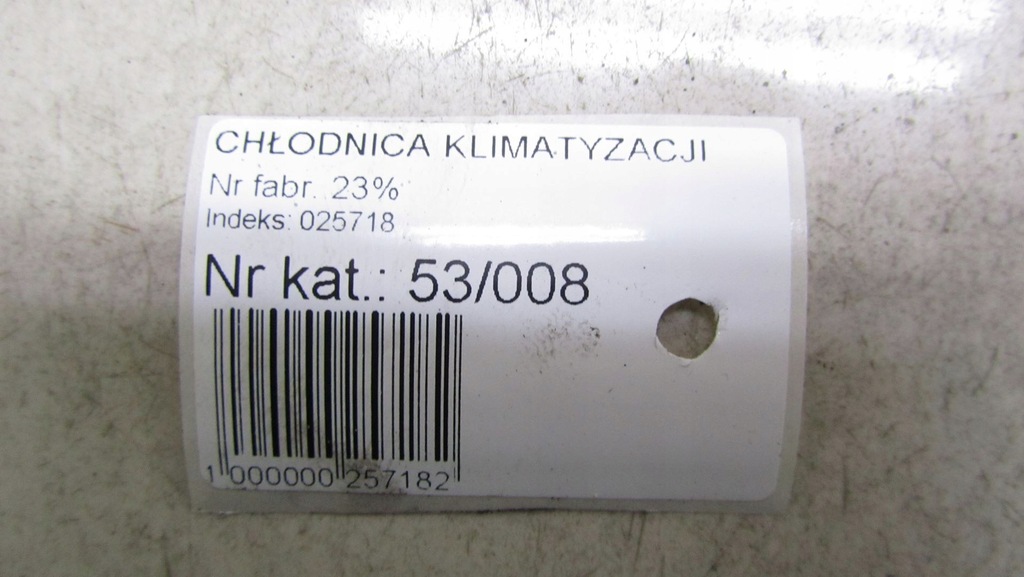 CHŁODNICA KLIMATYZACJI
Nr fabr.: 23%
Indeks: 025718
Nr kat.: 53/008
1 000000 257182